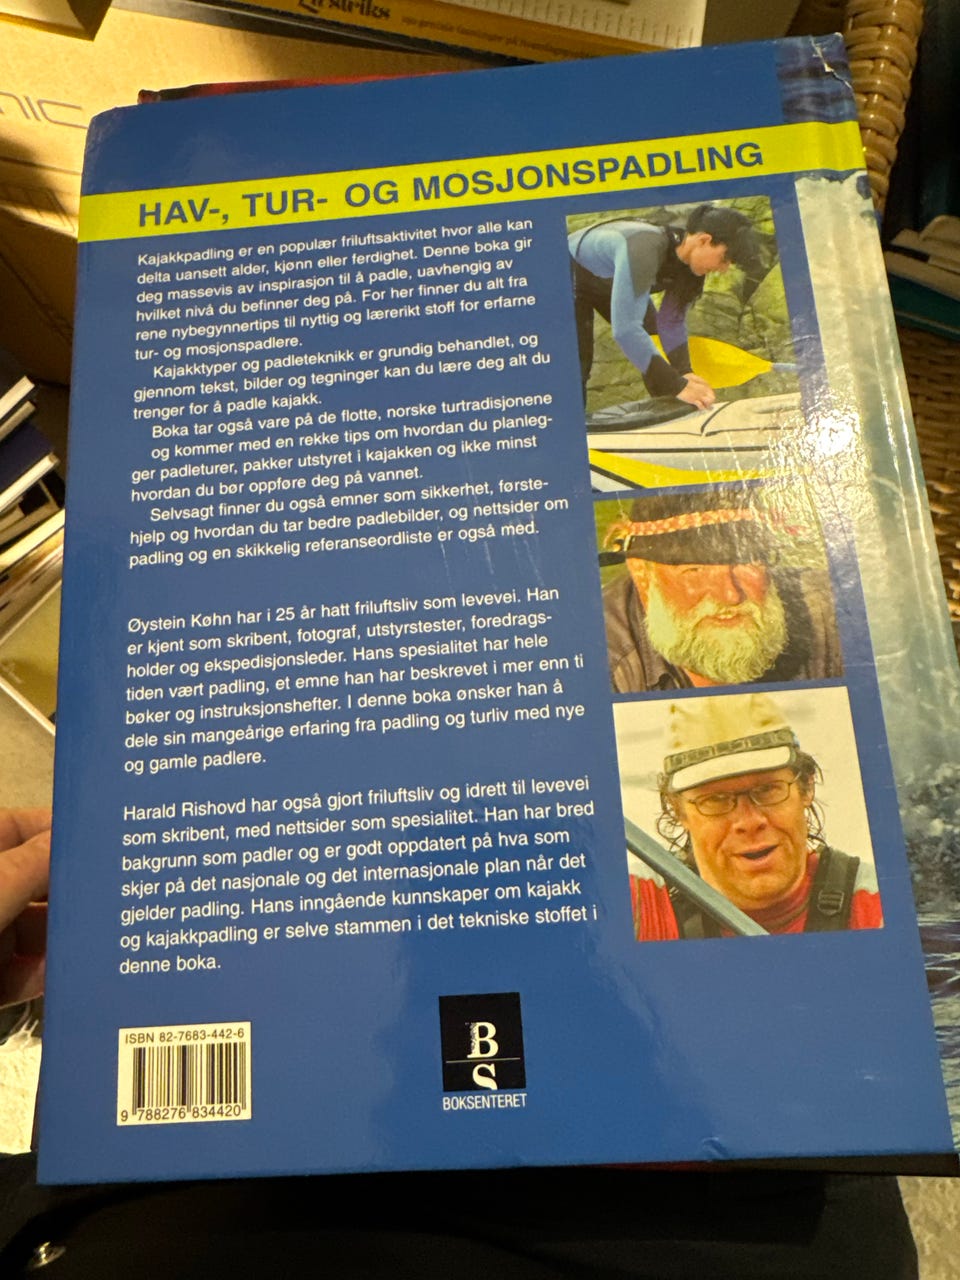 HAV-, TUR- OG MOSJONSPADLING
Kajakkpadling er en populær friluftsaktivitet hvor alle kan
delta uansett alder, kjønn eller ferdighet. Denne boka gir
deg massevis av inspirasjon til å padle, uavhengig av
hvilket nivå du befinner deg på. For her finner du alt fra
rene nybegynnertips til nyttig og lærerikt stoff for erfarne
tur- og mosjonspadlere.
Kajakktyper og padleteknikk er grundig behandlet, og
gjennom tekst, bilder og tegninger kan du lære deg alt du
trenger for å padle kajakk.
Boka tar også vare på de flotte, norske turtradisjonene
og kommer med en rekke tips om hvordan du planleg-
ger padleturer, pakker utstyret i kajakken og ikke minst
hvordan du bør oppføre deg på vannet.
Selvsagt finner du også emner som sikkerhet, første-
hjelp og hvordan du tar bedre padlebilder, og nettsider om
padling og en skikkelig referanseordliste er også med.
Øystein Køhn har i 25 år hatt friluftsliv som levevei. Han
er kjent som skribent, fotograf, utstyrstester, foredrags-
holder og ekspedisjonsleder. Hans spesialitet har hele
tiden vært padling, et emne han har beskrevet i mer enn ti
bøker og instruksjonshefter. I denne boka ønsker han å
dele sin mangeårige erfaring fra padling og turliv med nye
og gamle padlere.
Harald Rishovd har også gjort friluftsliv og idrett til levevei
som skribent, med nettsider som spesialitet. Han har bred
bakgrunn som padler og er godt oppdatert på hva som
skjer på det nasjonale og det internasjonale plan når det
gjelder padling. Hans inngående kunnskaper om kajakk
og kajakkpadling er selve stammen i det tekniske stoffet i
denne boka.
ISBN 82-7683-442-6
9 788276 834420
BS
BOKSENTERET